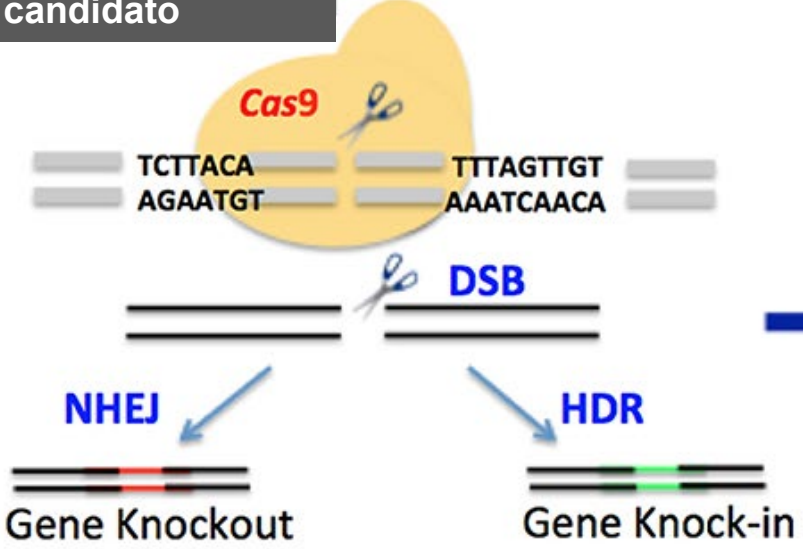 candidato
Cas9
TCTTACA TTTAGTTGT
AGAATGT AAATCAACA
DSB
NHEJ HDR
Gene Knockout Gene Knock-in